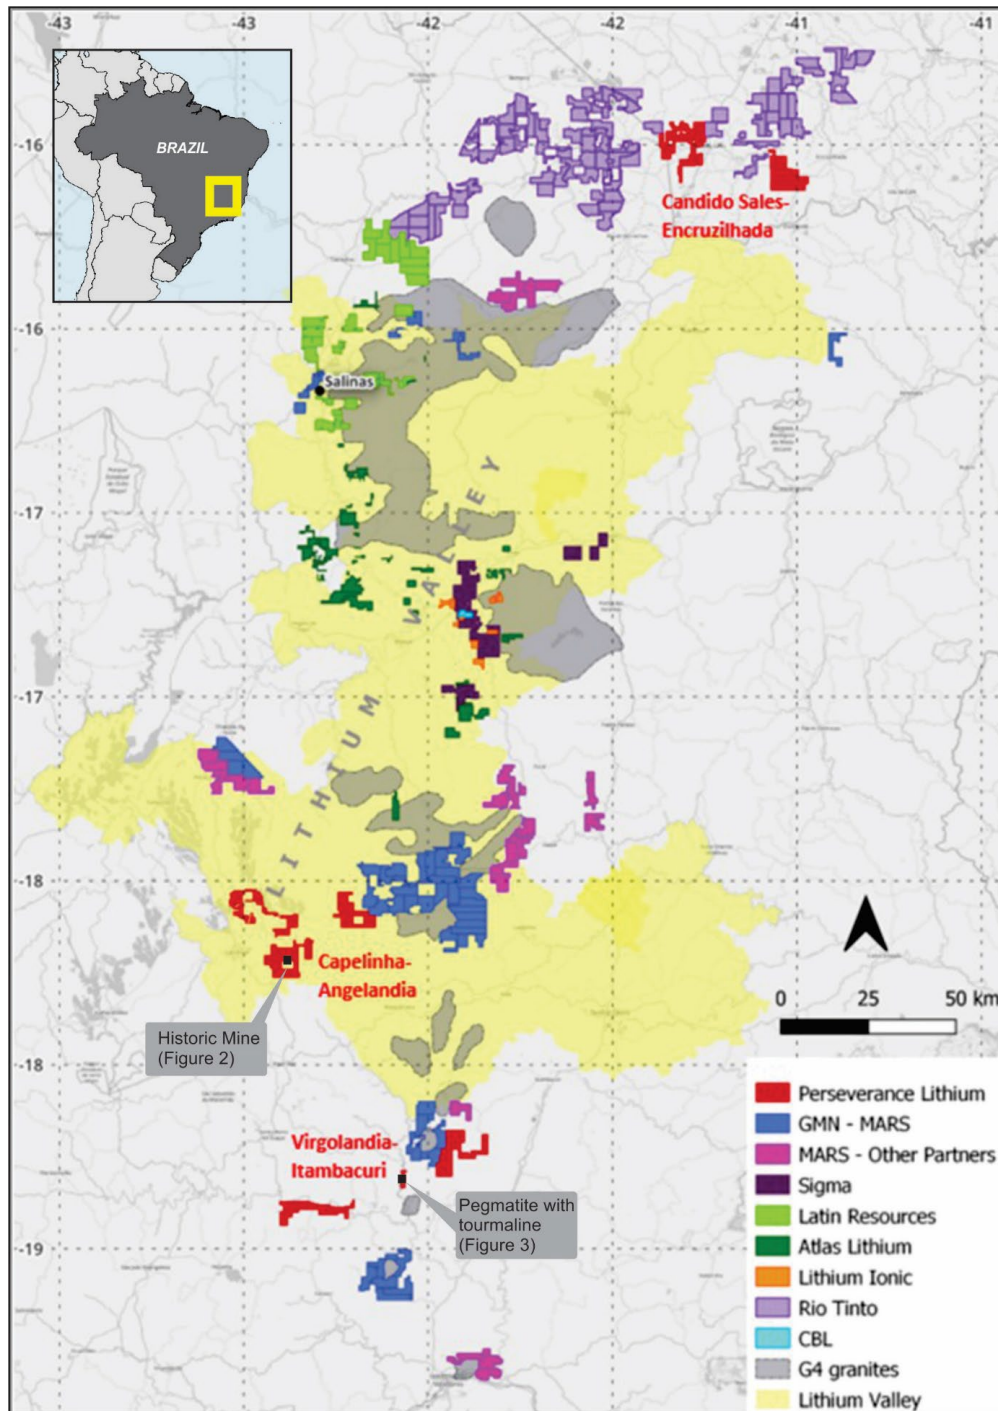 -43
-43
-42
-42
-41
-41
BRAZIL
-16
Candido Sales-
Encruzilhada
-16
Salinas
-17
LITHIUM VALLEY
-17
-18
Capelinha-
Angelandia
0 25 50 km
Historic Mine
(Figure 2)
-18
Virgolandia-
Itambacuri
Pegmatite with
tourmaline
(Figure 3)
-19
Perseverance Lithium
GMN - MARS
MARS - Other Partners
Sigma
Latin Resources
Atlas Lithium
Lithium Ionic
Rio Tinto
CBL
G4 granites
Lithium Valley